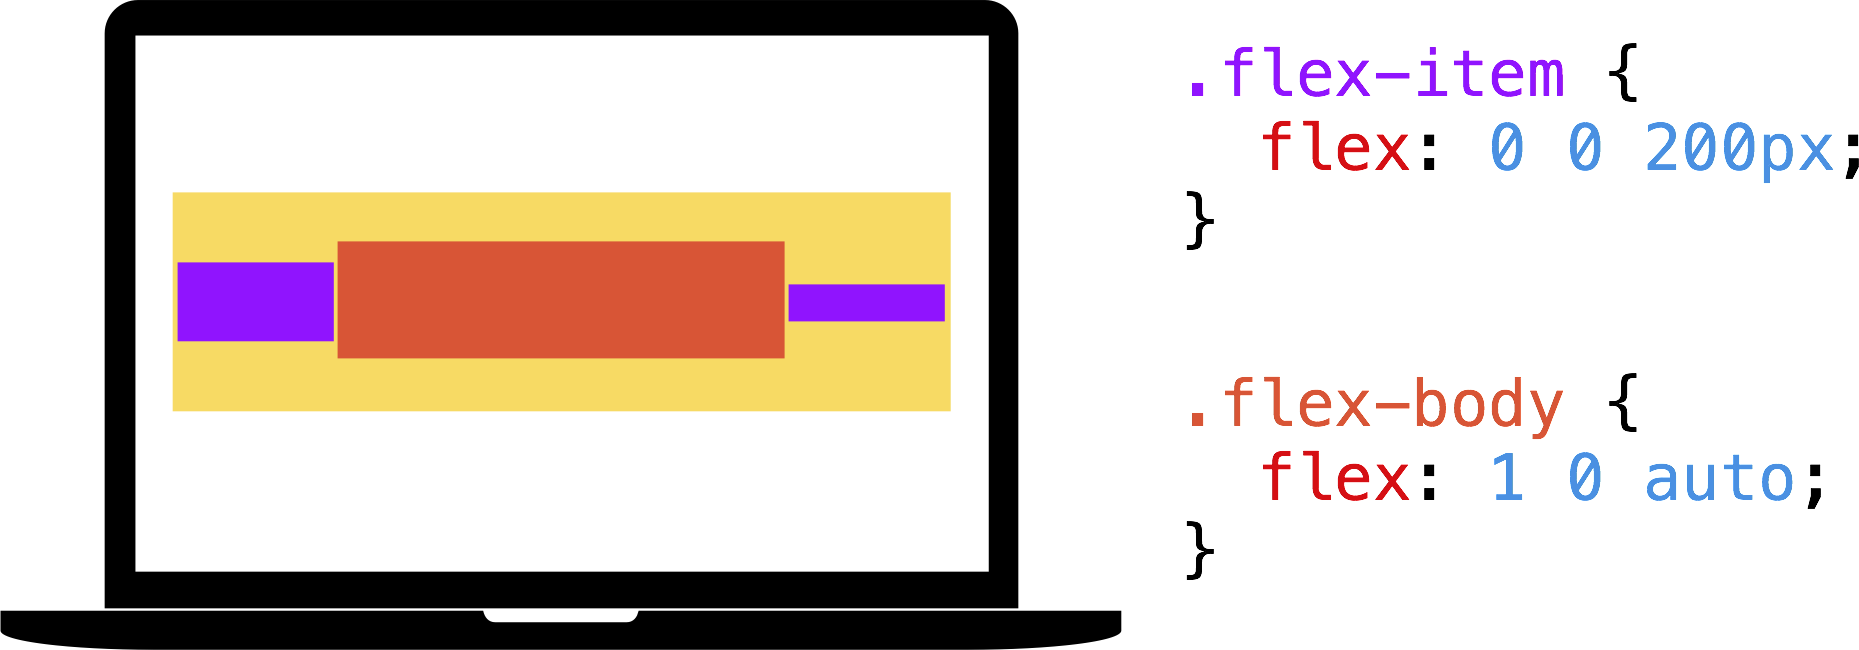 .flex-item {
  flex: 0 0 200px;
}
.flex-body {
  flex: 1 0 auto;
}